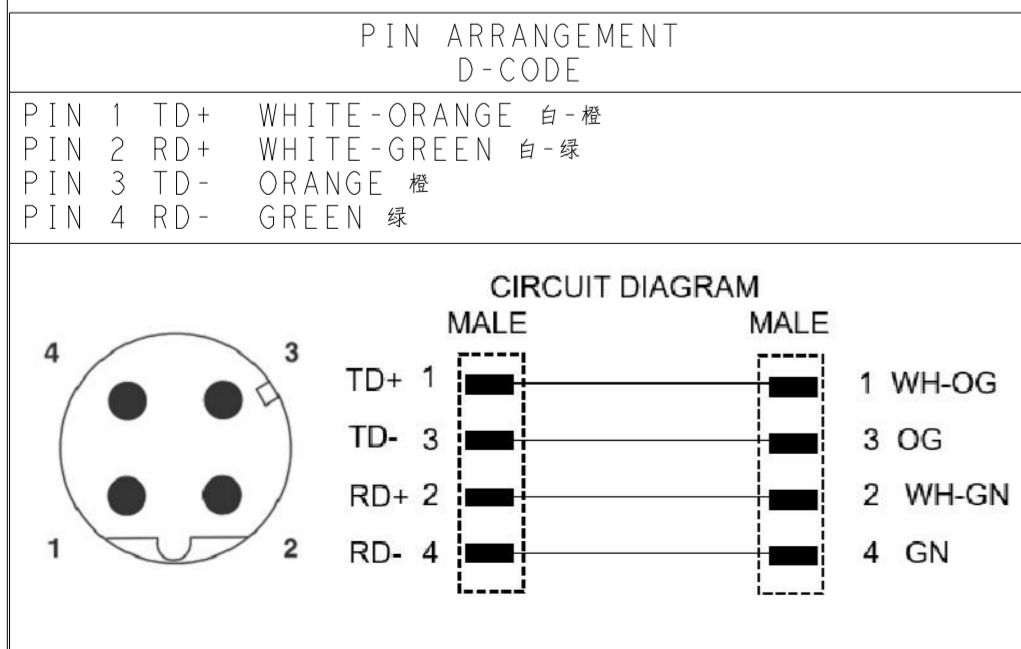 PIN ARRANGEMENT
D-CODE
PIN 1 TD+ WHITE-ORANGE 白-橙
PIN 2 RD+ WHITE-GREEN 白-绿
PIN 3 TD- ORANGE 橙
PIN 4 RD- GREEN 绿
CIRCUIT DIAGRAM
MALE MALE
4 3
1 2
TD+ 1 1 WH-OG
TD- 3 3 OG
RD+ 2 2 WH-GN
RD- 4 4 GN